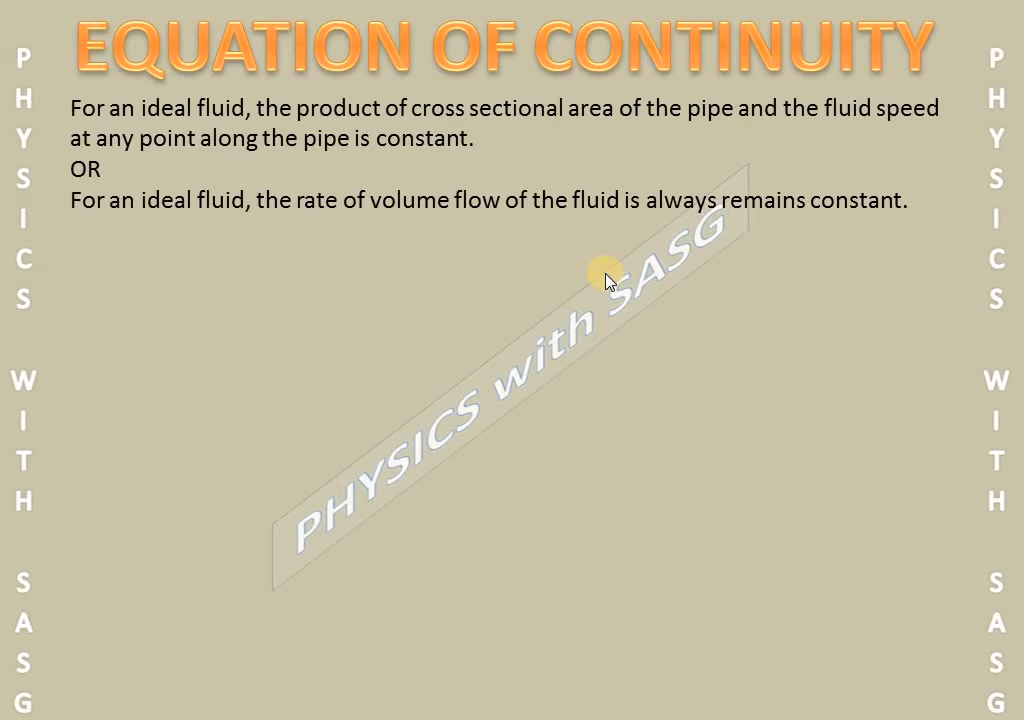 EQUATION OF CONTINUITY
For an ideal fluid, the product of cross sectional area of the pipe and the fluid speed
at any point along the pipe is constant.
OR
For an ideal fluid, the rate of volume flow of the fluid is always remains constant.
PHYSICS with SASG
PHYSICS WITH SASG
PHYSICS WITH SASG